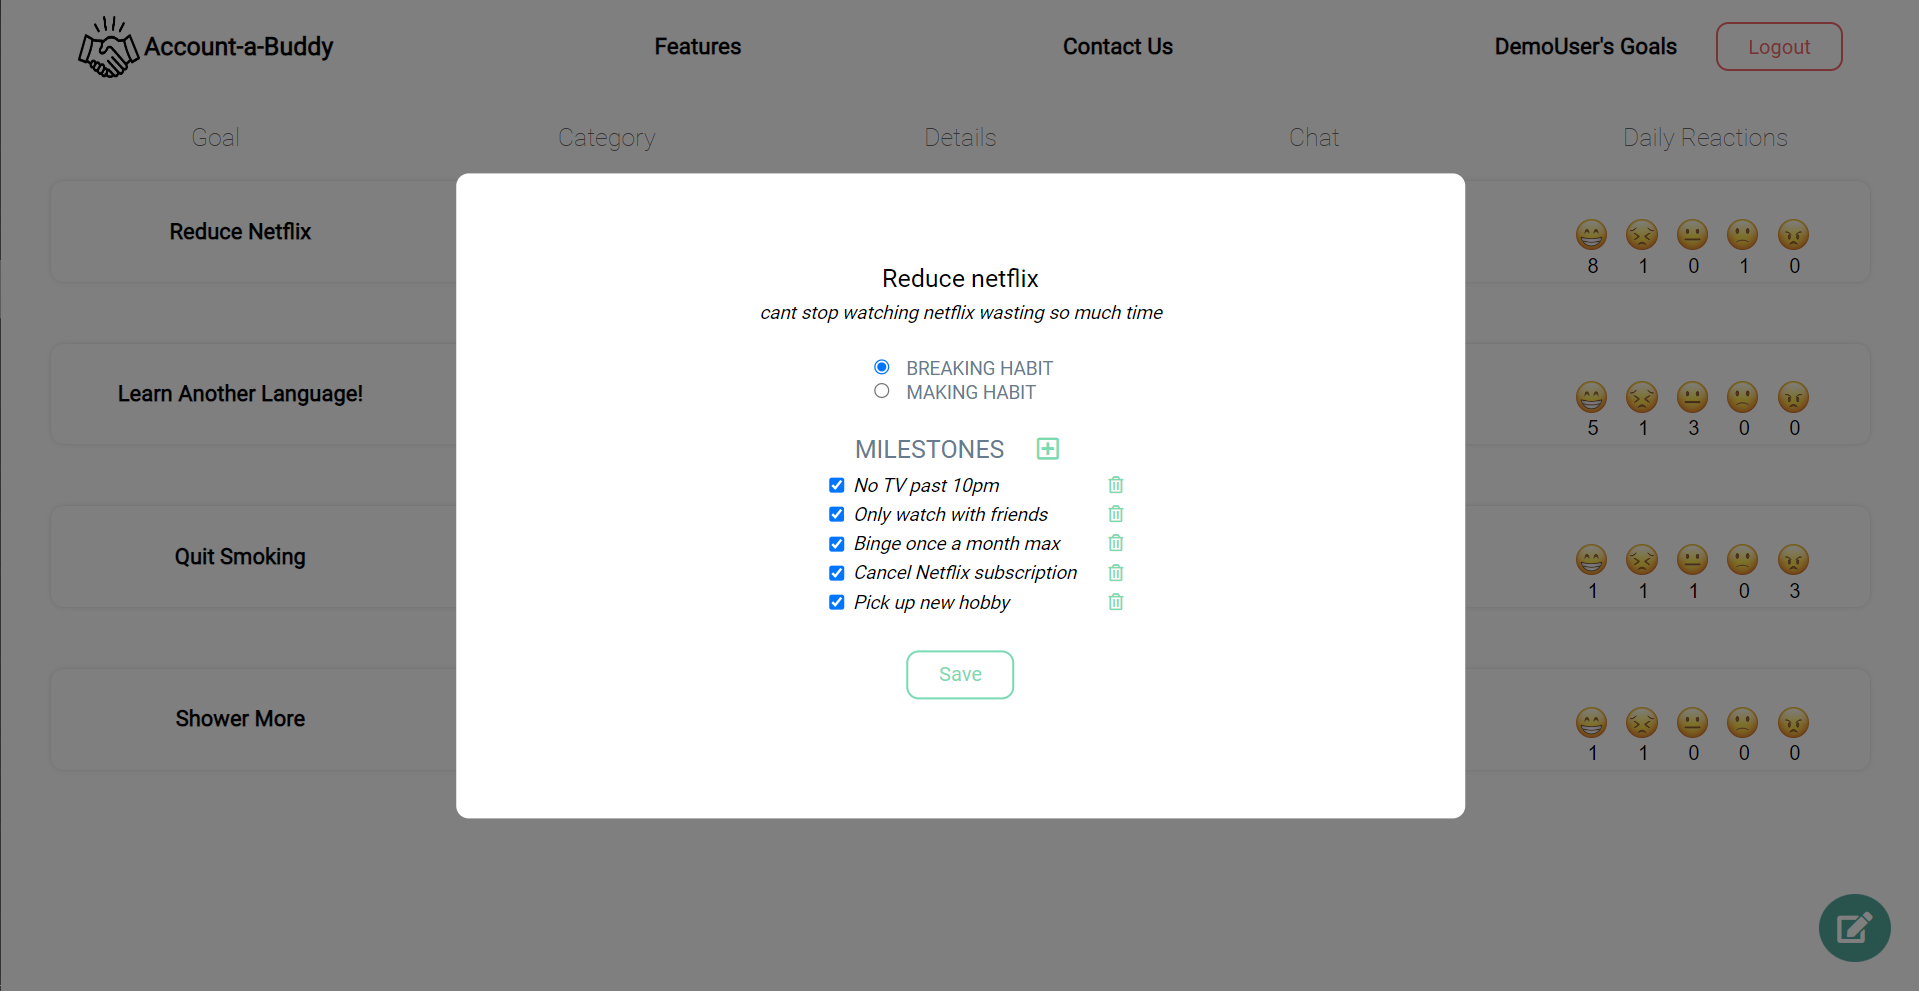 Account-a-Buddy Features Contact Us DemoUser's Goals Logout
Goal Category Details Chat Daily Reactions
Reduce Netflix
8 1 0 1 0
Learn Another Language!
5 1 3 0 0
Quit Smoking
1 1 1 0 3
Shower More
1 1 0 0 0
Reduce netflix
cant stop watching netflix wasting so much time
BREAKING HABIT
MAKING HABIT
MILESTONES
No TV past 10pm
Only watch with friends
Binge once a month max
Cancel Netflix subscription
Pick up new hobby
Save